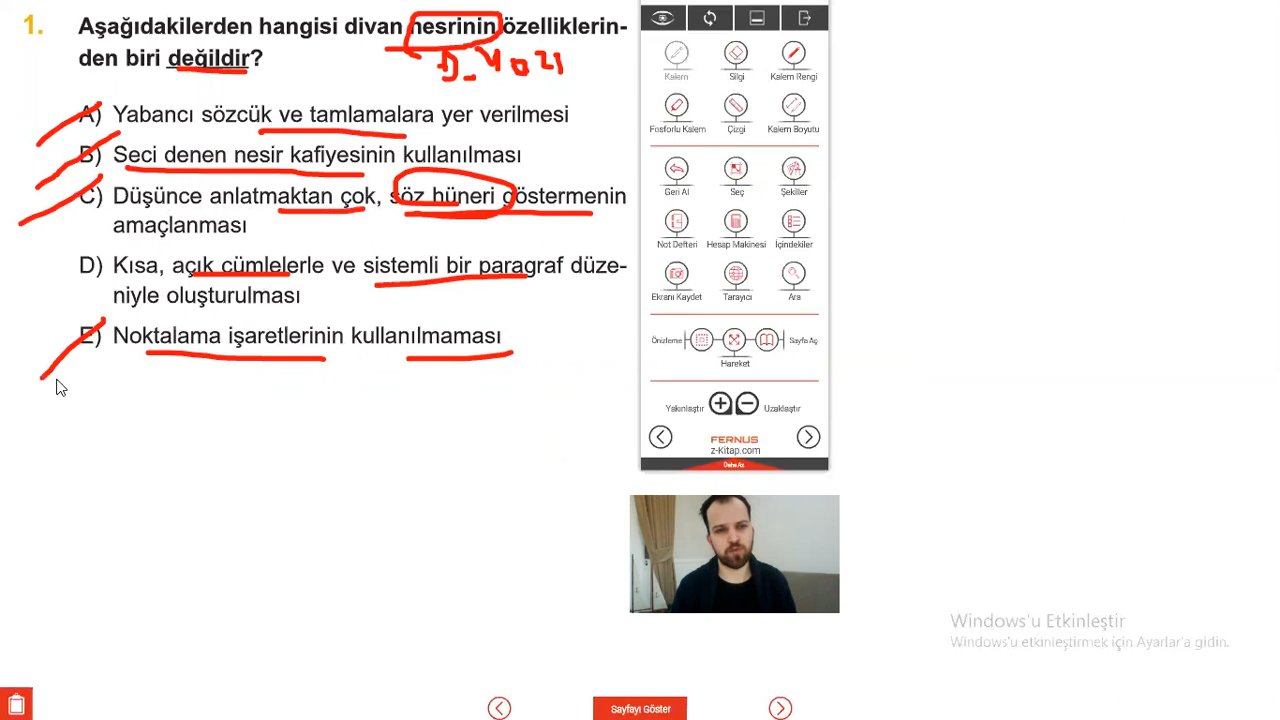 1. Aşağıdakilerden hangisi divan nesrinin özelliklerin-
den biri değildir?
D. Yazı
A) Yabancı sözcük ve tamlamalara yer verilmesi
B) Seci denen nesir kafiyesinin kullanılması
C) Düşünce anlatmaktan çok, söz hüneri göstermenin
amaçlanması
D) Kısa, açık cümlelerle ve sistemli bir paragraf düze-
niyle oluşturulması
E) Noktalama işaretlerinin kullanılmaması
Kalem Silgi Kalem Rengi
Fosforlu Kalem Çizgi Kalem Boyutu
Geri Al Seç Şekiller
Not Defteri Hesap Makinesi İçindekiler
Ekranı Kaydet Tarayıcı Ara
Önizleme Sayfa Aç
Hareket
Yakınlaştır Uzaklaştır
FERNUS
z-Kitap.com
Daha Az
Windows'u Etkinleştir
Windows'u etkinleştirmek için Ayarlar'a gidin.
Sayfayı Göster